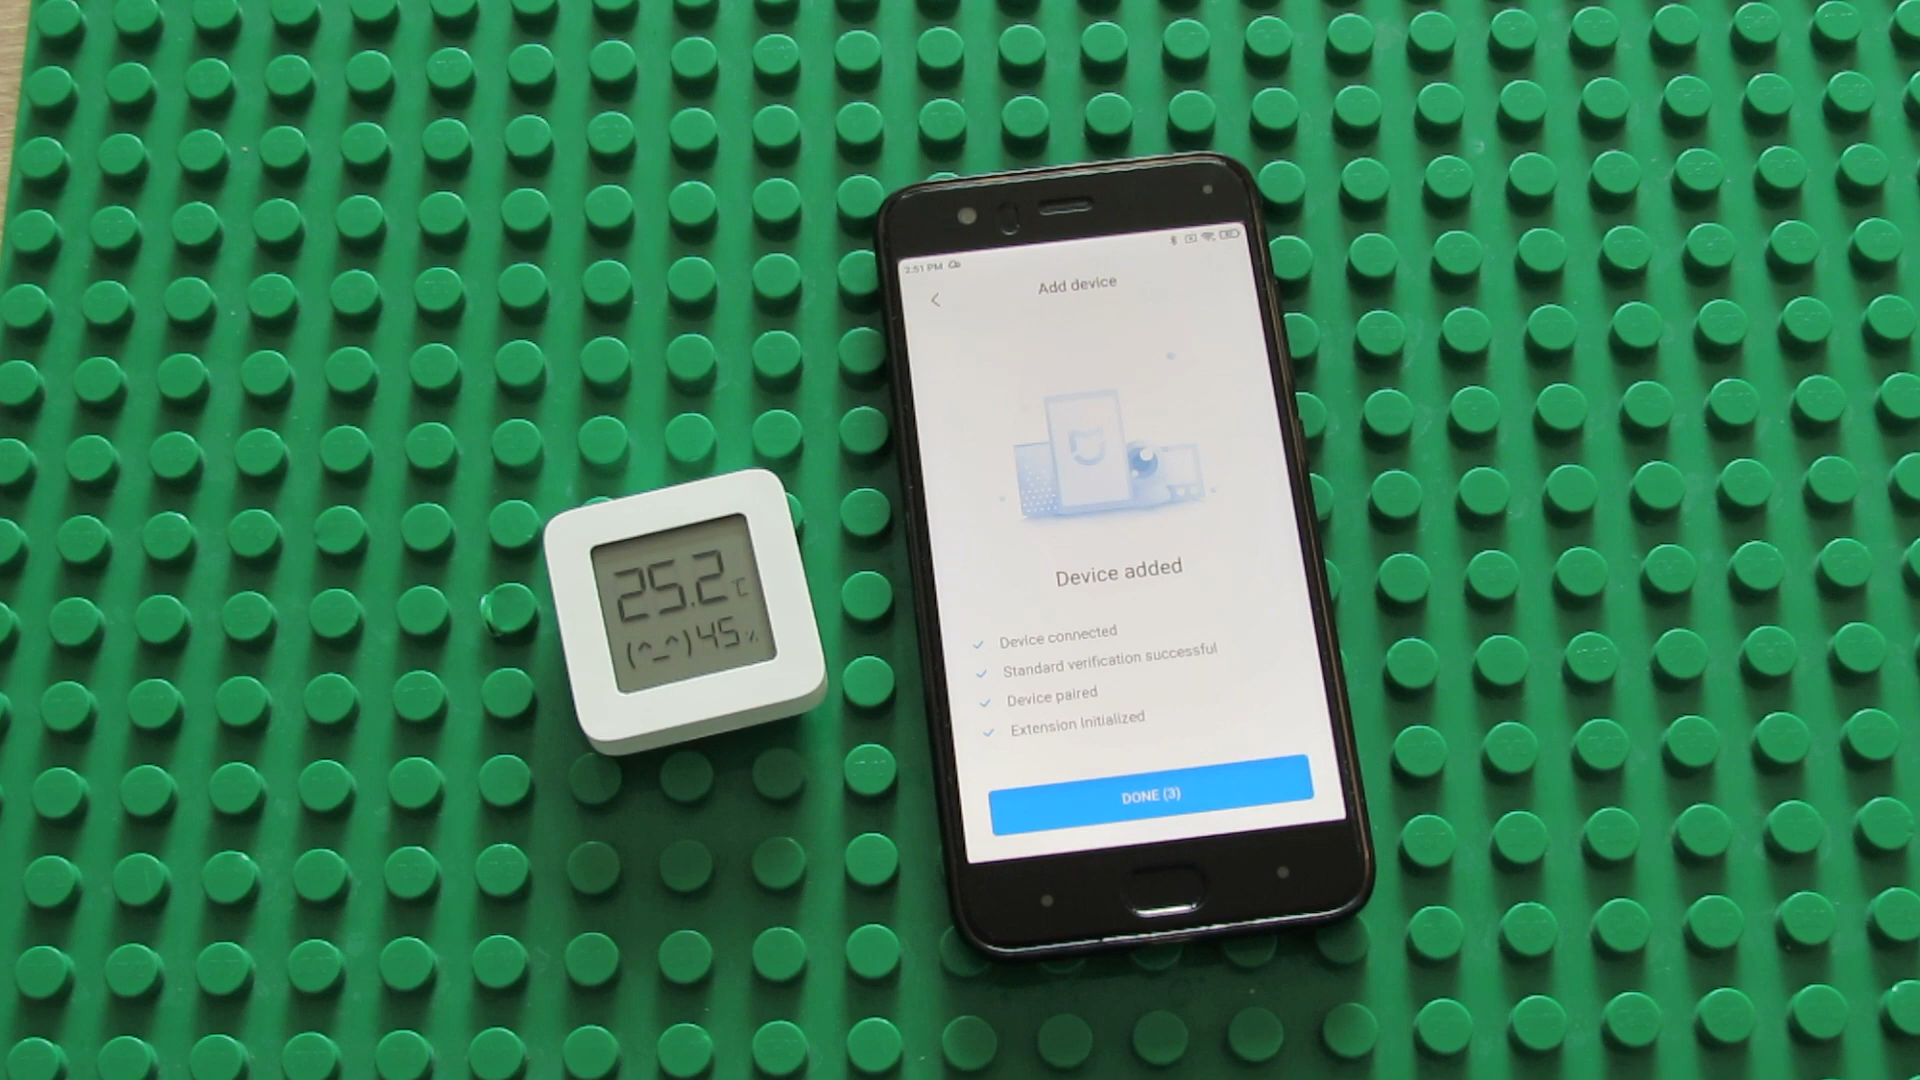 25.2 ℃
(^_^) 45 %
2:51 PM
Add device
Device added
Device connected
Standard verification successful
Device paired
Extension Initialized
DONE (3)